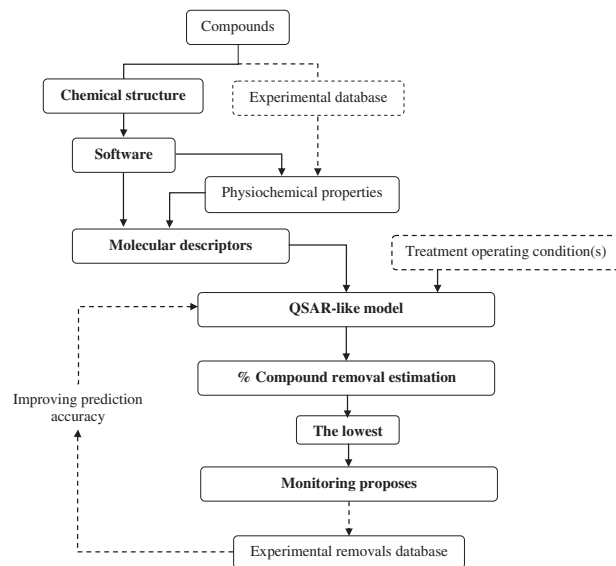 Compounds
Chemical structure
Experimental database
Software
Physiochemical properties
Molecular descriptors
Treatment operating condition(s)
QSAR-like model
% Compound removal estimation
Improving prediction
accuracy
The lowest
Monitoring proposes
Experimental removals database